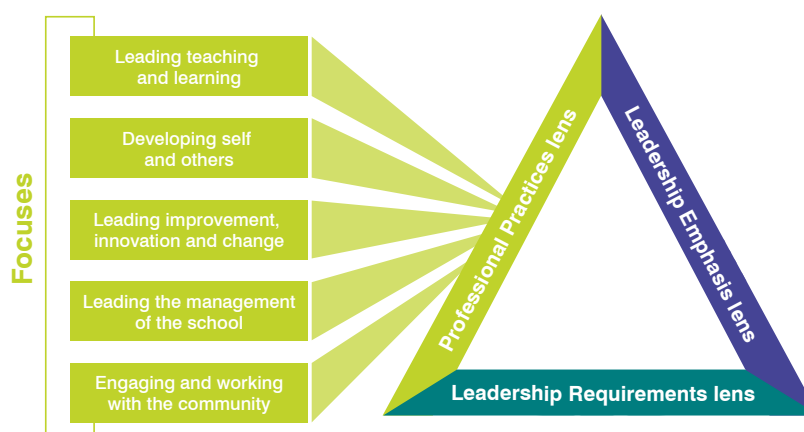 Focuses
Leading teaching
and learning
Developing self
and others
Leading improvement,
innovation and change
Leading the management
of the school
Engaging and working
with the community
Professional Practices lens
Leadership Emphasis lens
Leadership Requirements lens